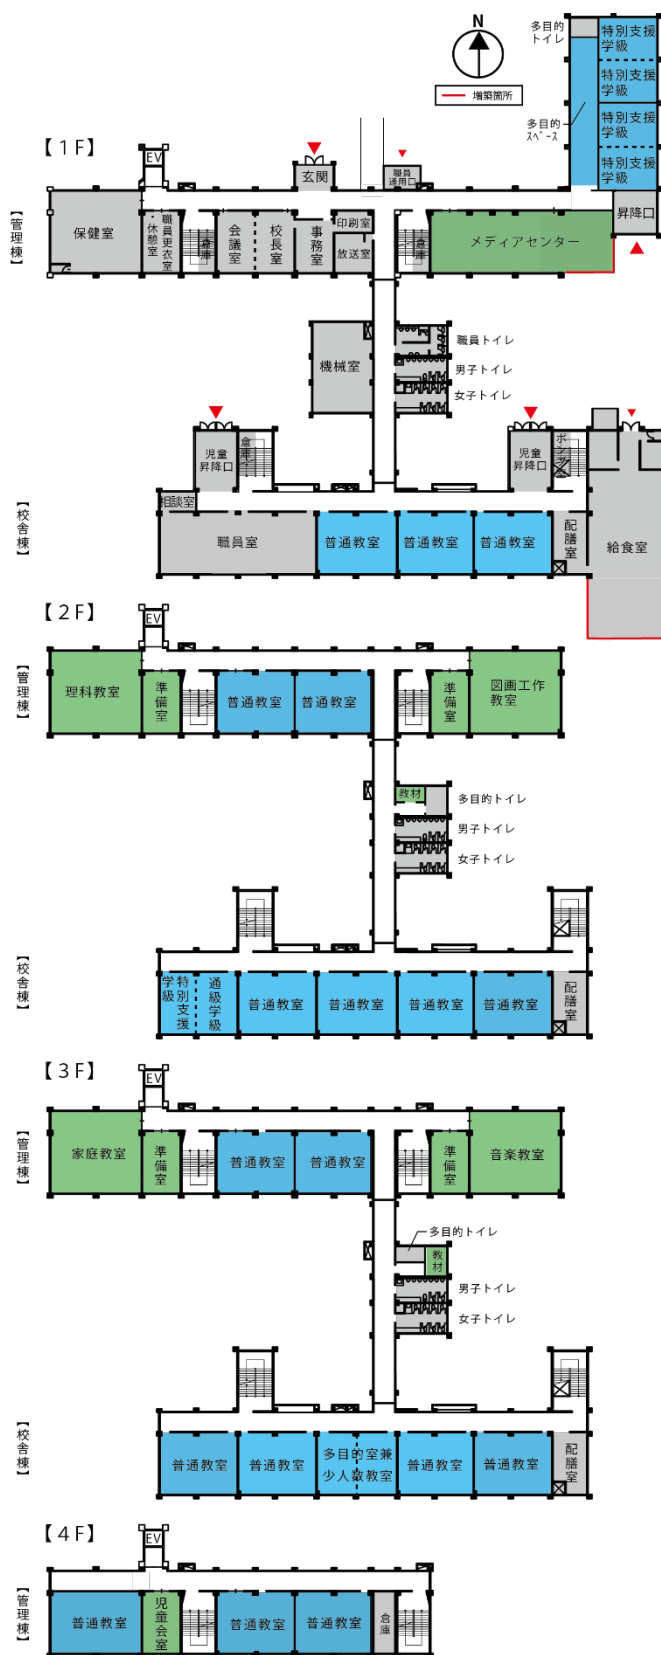 N
増築箇所
多目的
トイレ
特別支援
学級
特別支援
学級
多目的
スペース
特別支援
学級
特別支援
学級
昇降口
【1F】
【管理棟】
EV
玄関
職員
通用口
保健室
休憩室
職員更衣室
倉庫
会議室
校長室
事務室
印刷室
放送室
倉庫
メディアセンター
機械室
職員トイレ
男子トイレ
女子トイレ
【校舎棟】
児童
昇降口
倉庫
児童
昇降口
相談室
職員室
普通教室
普通教室
普通教室
配膳室
給食室
【2F】
【管理棟】
EV
理科教室
準備室
普通教室
普通教室
準備室
図画工作
教室
教材
多目的トイレ
男子トイレ
女子トイレ
【校舎棟】
特別支援
学級
通級学級
普通教室
普通教室
普通教室
普通教室
配膳室
【3F】
【管理棟】
EV
家庭教室
準備室
普通教室
普通教室
準備室
音楽教室
多目的トイレ
教材
男子トイレ
女子トイレ
【校舎棟】
普通教室
普通教室
多目的室兼
少人数教室
普通教室
普通教室
配膳室
【4F】
【管理棟】
EV
普通教室
児童会室
普通教室
普通教室
倉庫